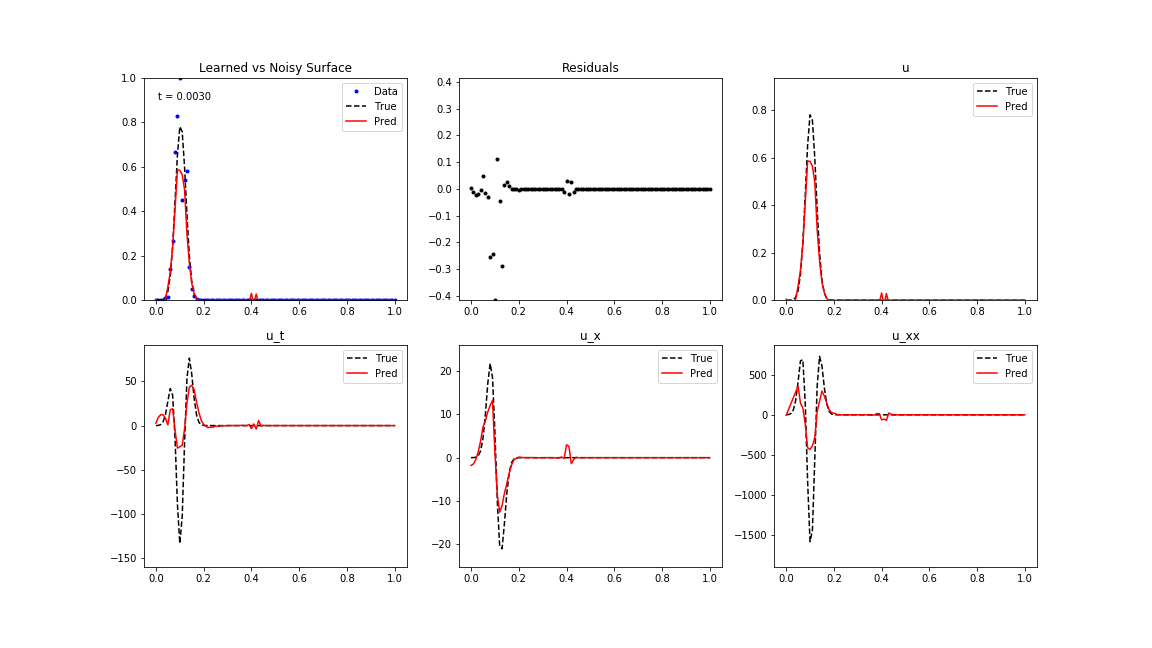 Learned vs Noisy Surface
t = 0.0030
Data
True
Pred
1.0
0.8
0.6
0.4
0.2
0.0
0.0 0.2 0.4 0.6 0.8 1.0
Residuals
0.4
0.3
0.2
0.1
0.0
−0.1
−0.2
−0.3
−0.4
0.0 0.2 0.4 0.6 0.8 1.0
u
True
Pred
0.8
0.6
0.4
0.2
0.0
0.0 0.2 0.4 0.6 0.8 1.0
u_t
True
Pred
50
0
−50
−100
−150
0.0 0.2 0.4 0.6 0.8 1.0
u_x
True
Pred
20
10
0
−10
−20
0.0 0.2 0.4 0.6 0.8 1.0
u_xx
True
Pred
500
0
−500
−1000
−1500
0.0 0.2 0.4 0.6 0.8 1.0